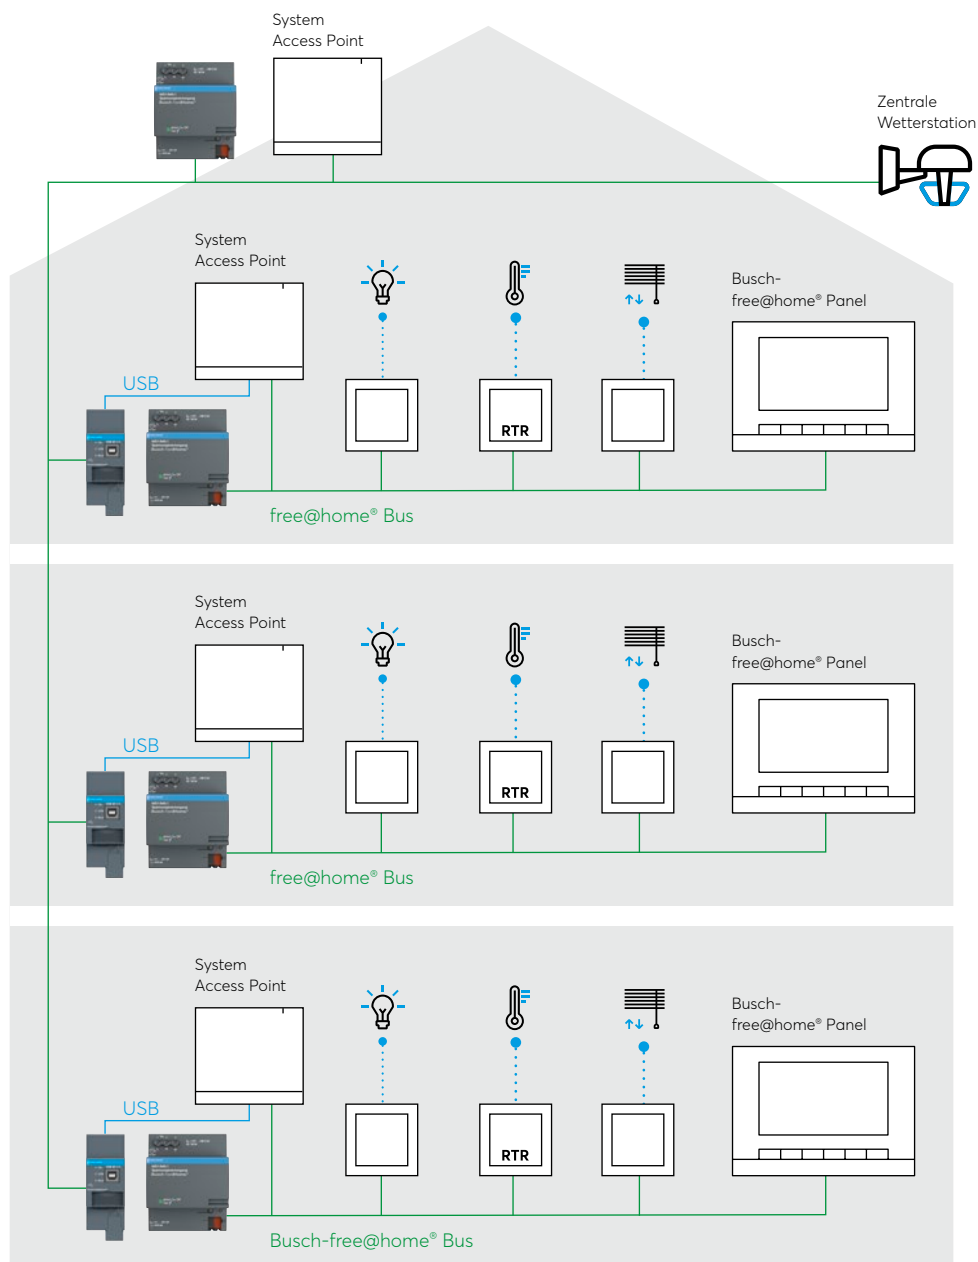 System
Access Point
Zentrale
Wetterstation
System
Access Point
Busch-
free@home® Panel
USB
RTR
free@home® Bus
System
Access Point
Busch-
free@home® Panel
USB
RTR
free@home® Bus
System
Access Point
Busch-
free@home® Panel
USB
RTR
Busch-free@home® Bus